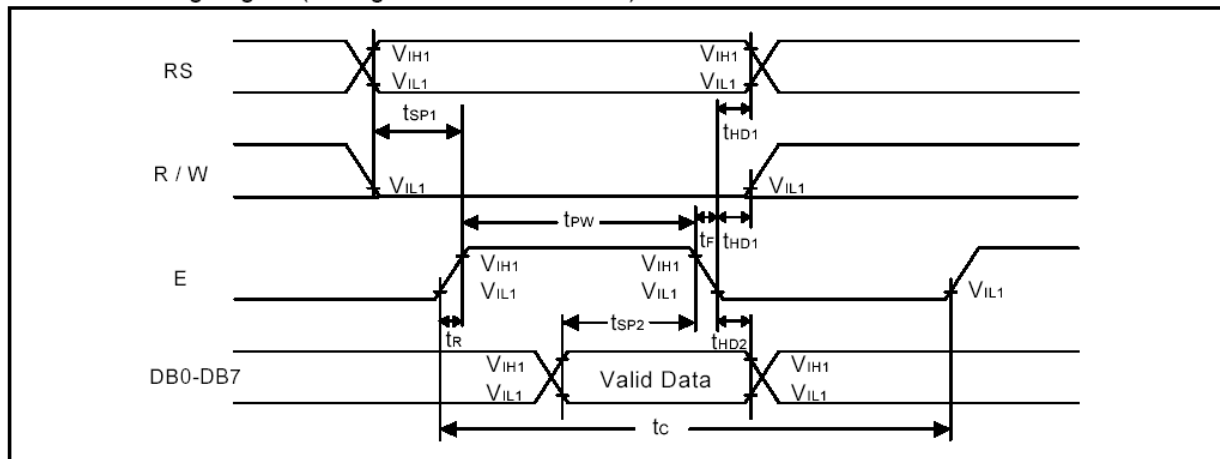 RS
VIH1 VIH1
VIL1 VIL1
tSP1 tHD1
R / W
VIL1 VIL1
tPW tF tHD1
E
VIH1 VIH1
VIL1 VIL1 VIL1
tR tSP2 tHD2
DB0-DB7
VIH1 Valid Data VIH1
VIL1 VIL1
tC